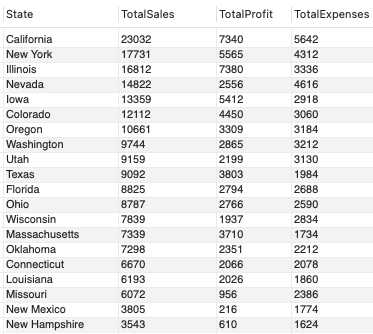 State TotalSales TotalProfit TotalExpenses
California 23032 7340 5642
New York 17731 5565 4312
Illinois 16812 7380 3336
Nevada 14822 2556 4616
Iowa 13359 5412 2918
Colorado 12112 4450 3060
Oregon 10661 3309 3184
Washington 9744 2865 3212
Utah 9159 2199 3130
Texas 9092 3803 1984
Florida 8825 2794 2688
Ohio 8787 2766 2590
Wisconsin 7839 1937 2834
Massachusetts 7339 3710 1734
Oklahoma 7298 2351 2212
Connecticut 6670 2066 2078
Louisiana 6193 2026 1860
Missouri 6072 956 2386
New Mexico 3805 216 1774
New Hampshire 3543 610 1624